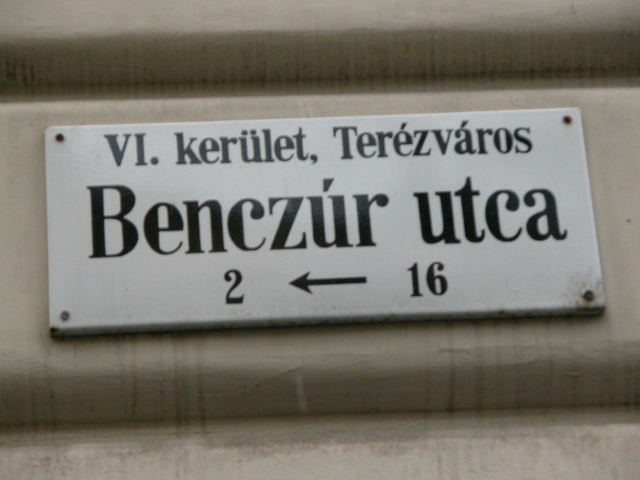 VI. kerület, Terézváros
Benczúr utca
2 ← 16